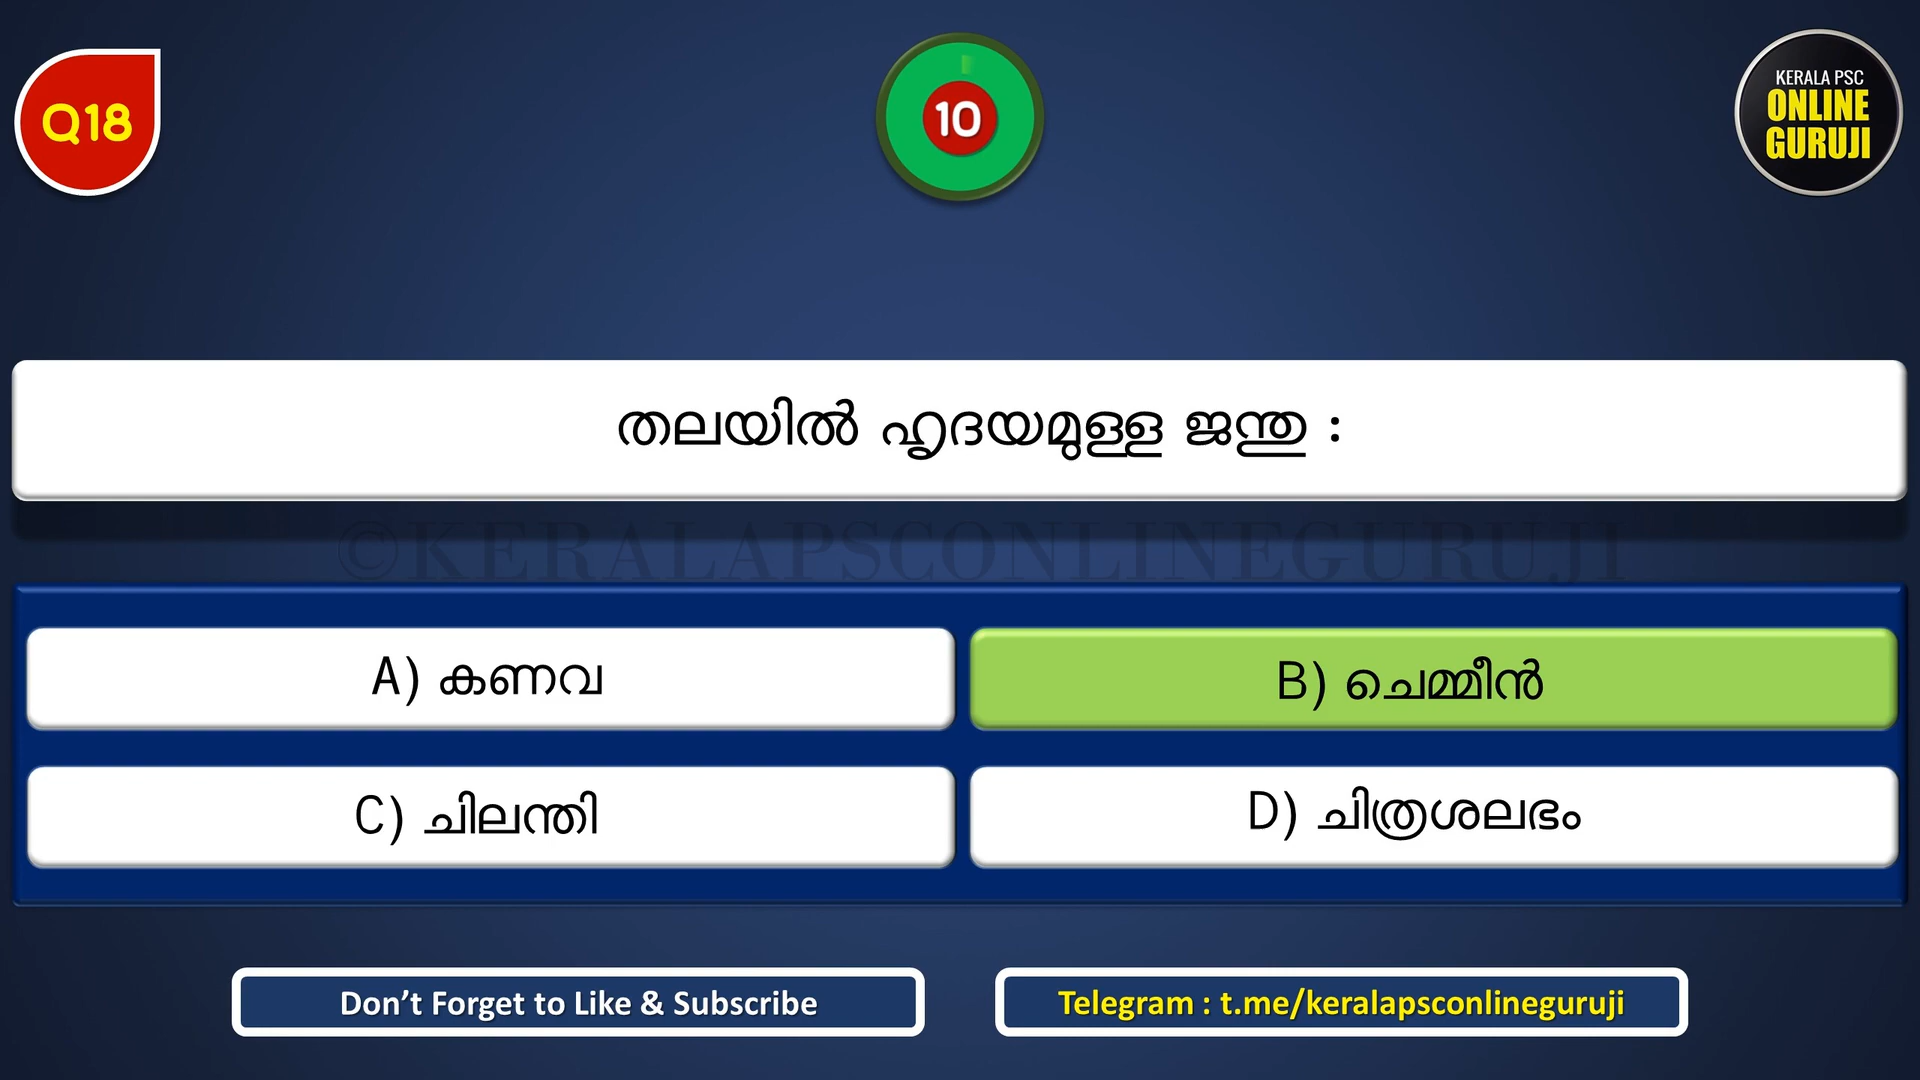 Q18
10
KERALA PSC
ONLINE
GURUJI
തലയിൽ ഹൃദയമുള്ള ജന്തു :
©KERALAPSCONLINEGURUJI
A) കണവ
B) ചെമ്മീൻ
C) ചിലന്തി
D) ചിത്രശലഭം
Don’t Forget to Like & Subscribe
Telegram : t.me/keralapsconlineguruji